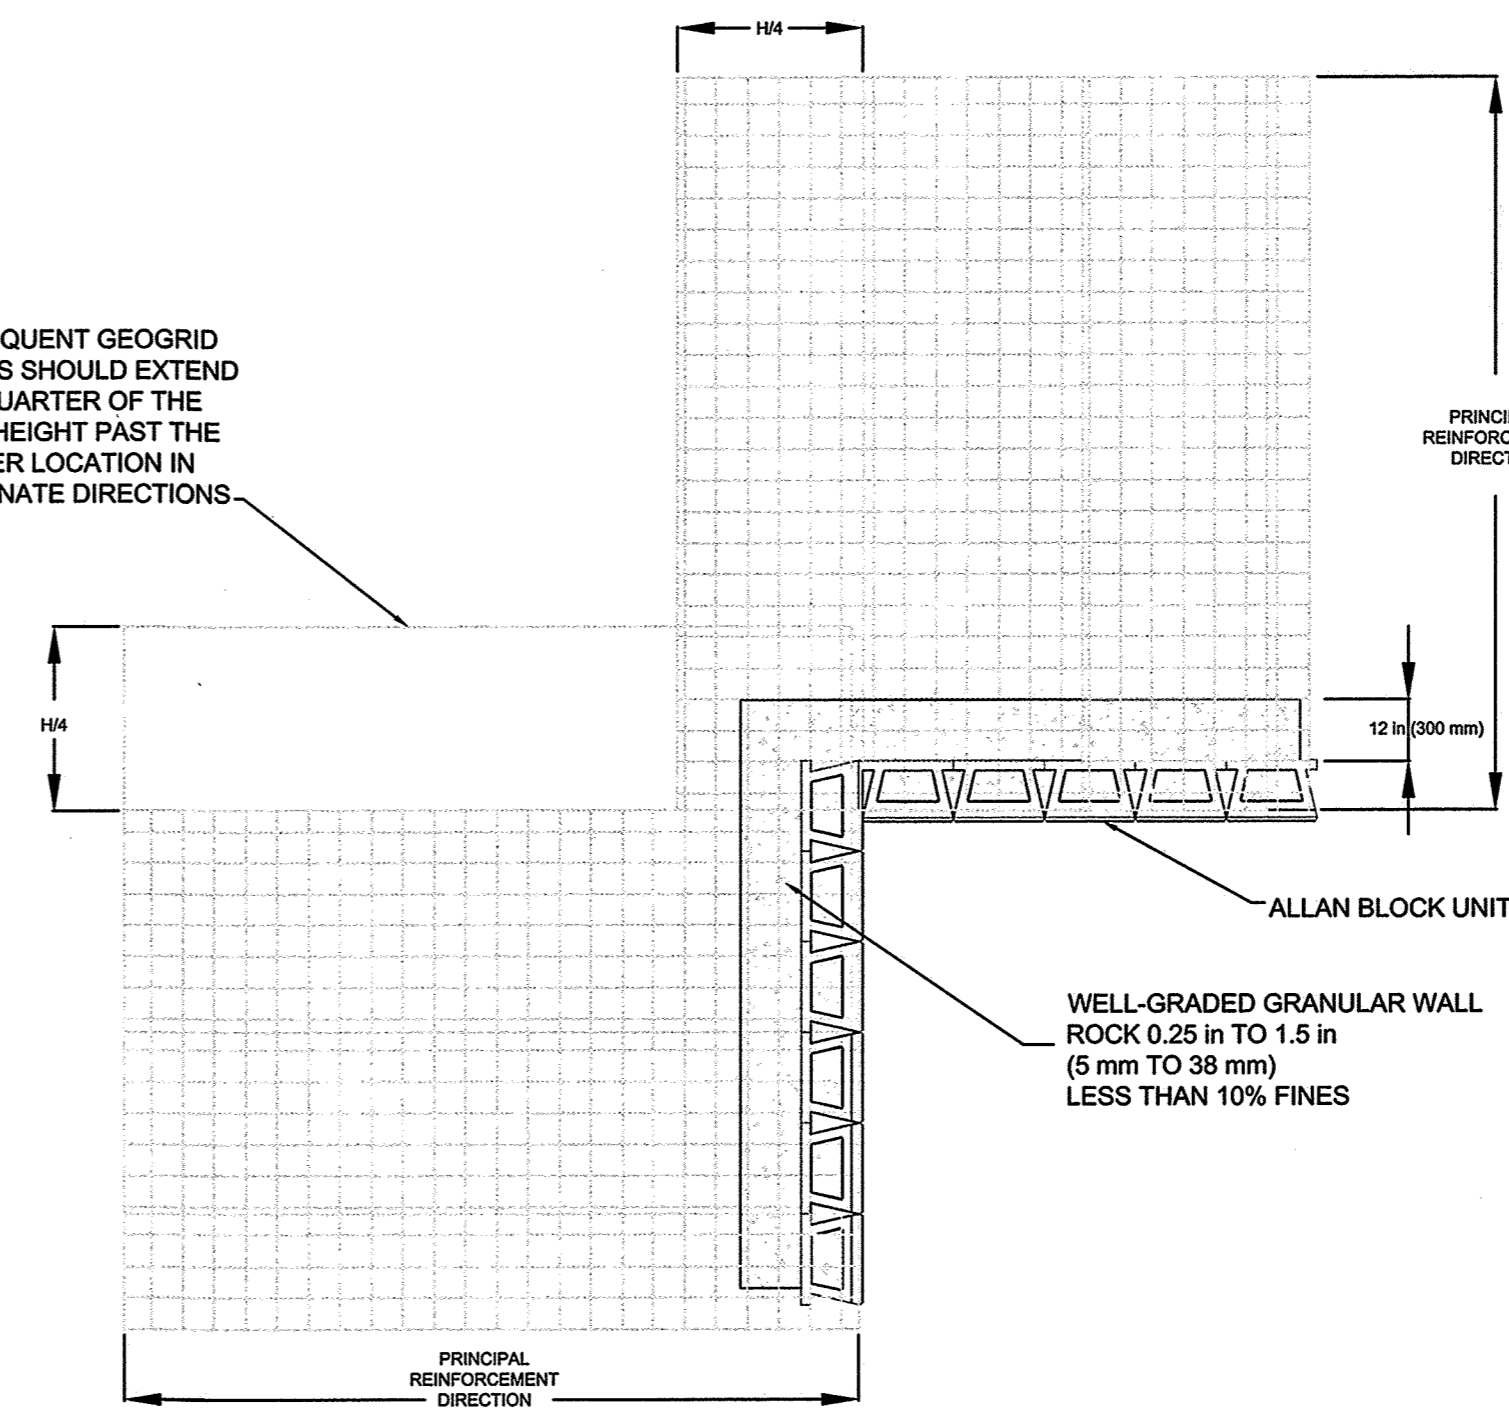 H/4
QUENT GEOGRID
S SHOULD EXTEND
UARTER OF THE
HEIGHT PAST THE
ER LOCATION IN
NATE DIRECTIONS
PRINCI
REINFORC
DIRECT
H/4
12 in (300 mm)
ALLAN BLOCK UNIT
WELL-GRADED GRANULAR WALL
ROCK 0.25 in TO 1.5 in
(5 mm TO 38 mm)
LESS THAN 10% FINES
PRINCIPAL
REINFORCEMENT
DIRECTION